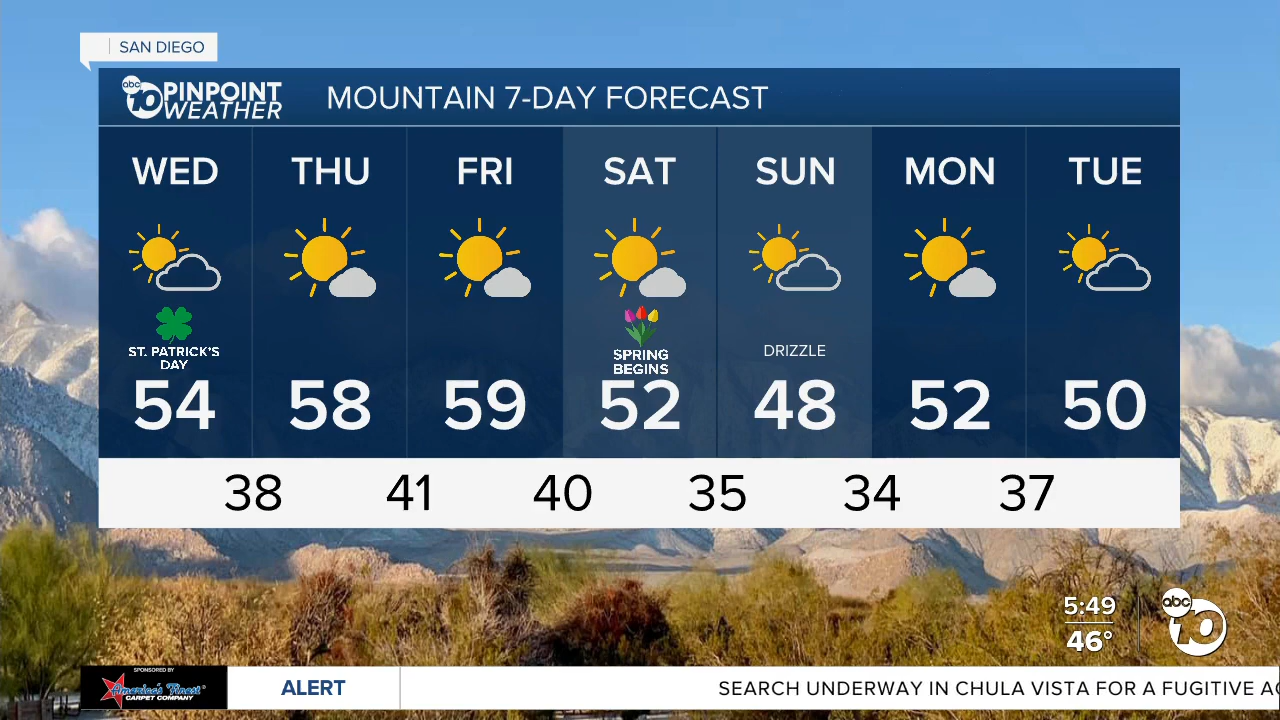 SAN DIEGO
abc 10 PINPOINT WEATHER
MOUNTAIN 7-DAY FORECAST
WED THU FRI SAT SUN MON TUE
ST. PATRICK'S DAY
SPRING BEGINS
DRIZZLE
54 58 59 52 48 52 50
38 41 40 35 34 37
5:49
46°
abc 10
SPONSORED BY
America's Finest
CARPET COMPANY
ALERT
SEARCH UNDERWAY IN CHULA VISTA FOR A FUGITIVE